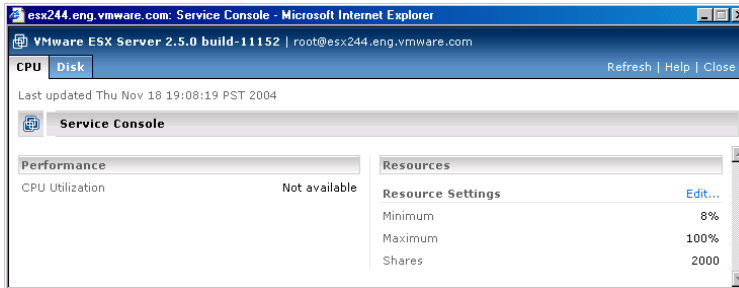 esx244.eng.vmware.com: Service Console - Microsoft Internet Explorer
VMware ESX Server 2.5.0 build-11152 | root@esx244.eng.vmware.com
CPU Disk Refresh | Help | Close
Last updated Thu Nov 18 19:08:19 PST 2004
Service Console
Performance
CPU Utilization Not available
Resources
Resource Settings Edit...
Minimum 8%
Maximum 100%
Shares 2000